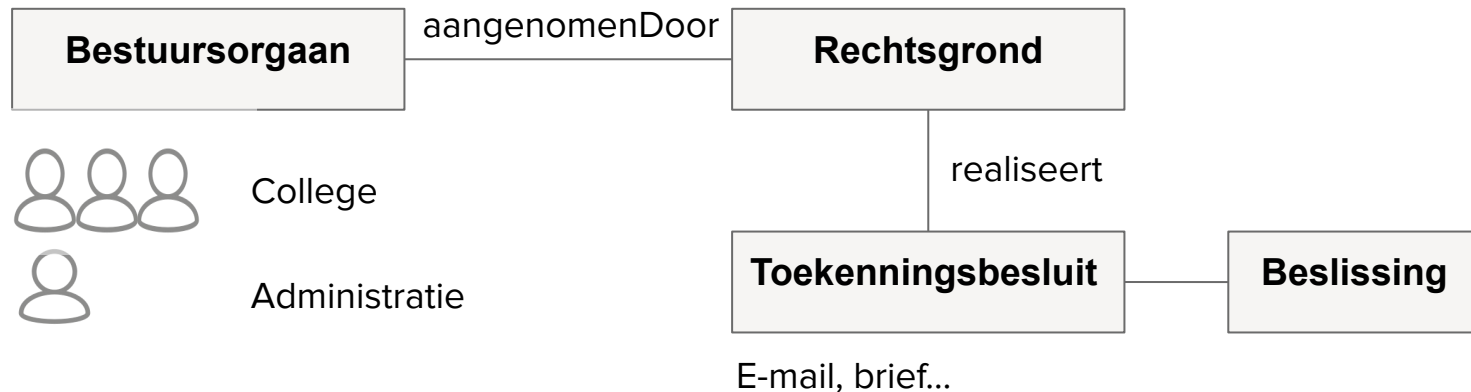 Bestuursorgaan
aangenomenDoor
Rechtsgrond
College
realiseert
Administratie
Toekenningsbesluit
Beslissing
E-mail, brief...